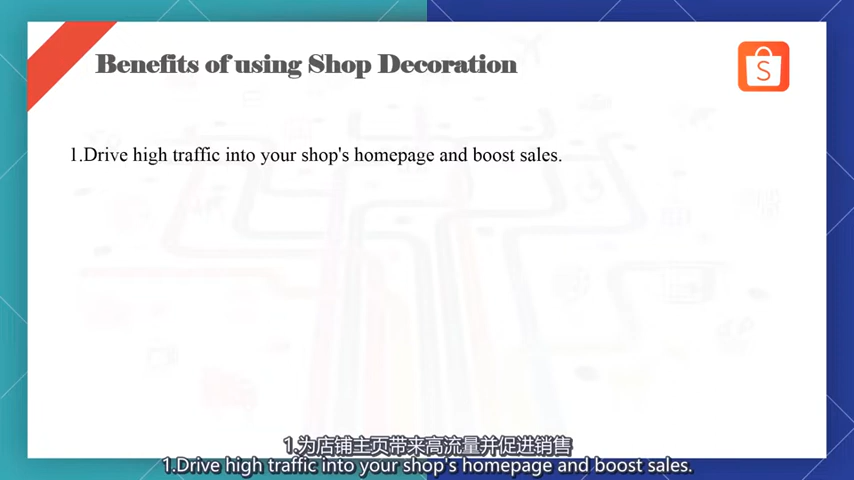 Benefits of using Shop Decoration
S
1.Drive high traffic into your shop's homepage and boost sales.
1.为店铺主页带来高流量并促进销售
1.Drive high traffic into your shop's homepage and boost sales.